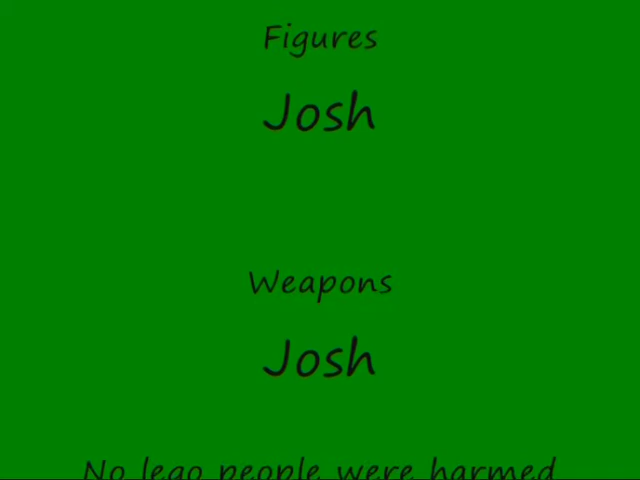 Figures
Josh
Weapons
Josh
No lego people were harmed